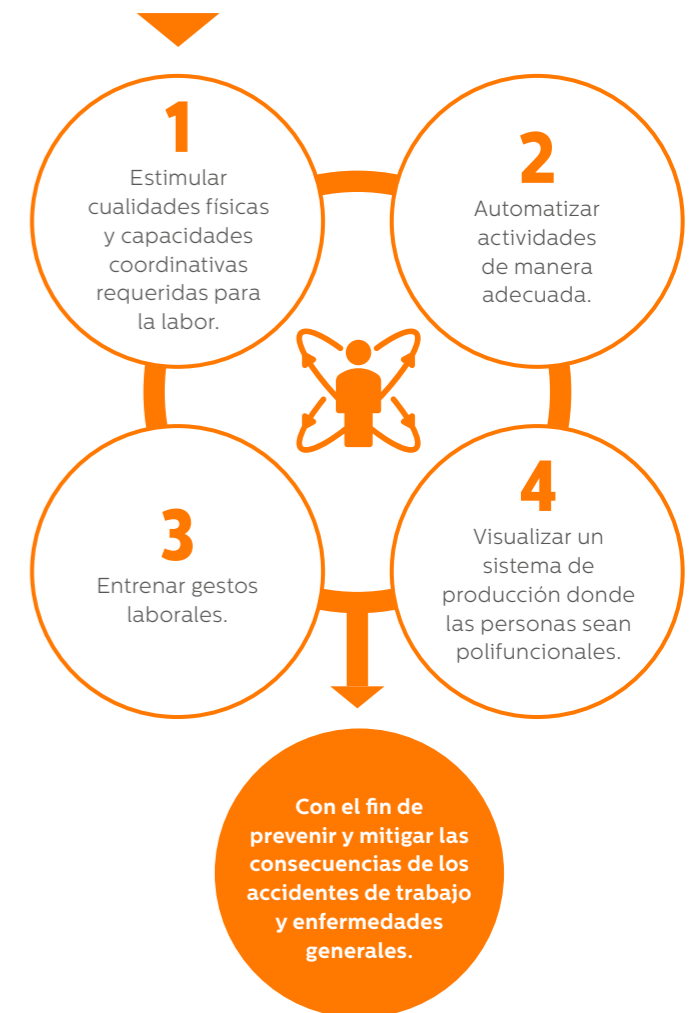 1
Estimular
cualidades físicas
y capacidades
coordinativas
requeridas para
la labor.
2
Automatizar
actividades
de manera
adecuada.
3
Entrenar gestos
laborales.
4
Visualizar un
sistema de
producción donde
las personas sean
polifuncionales.
Con el fin de
prevenir y mitigar las
consecuencias de los
accidentes de trabajo
y enfermedades
generales.